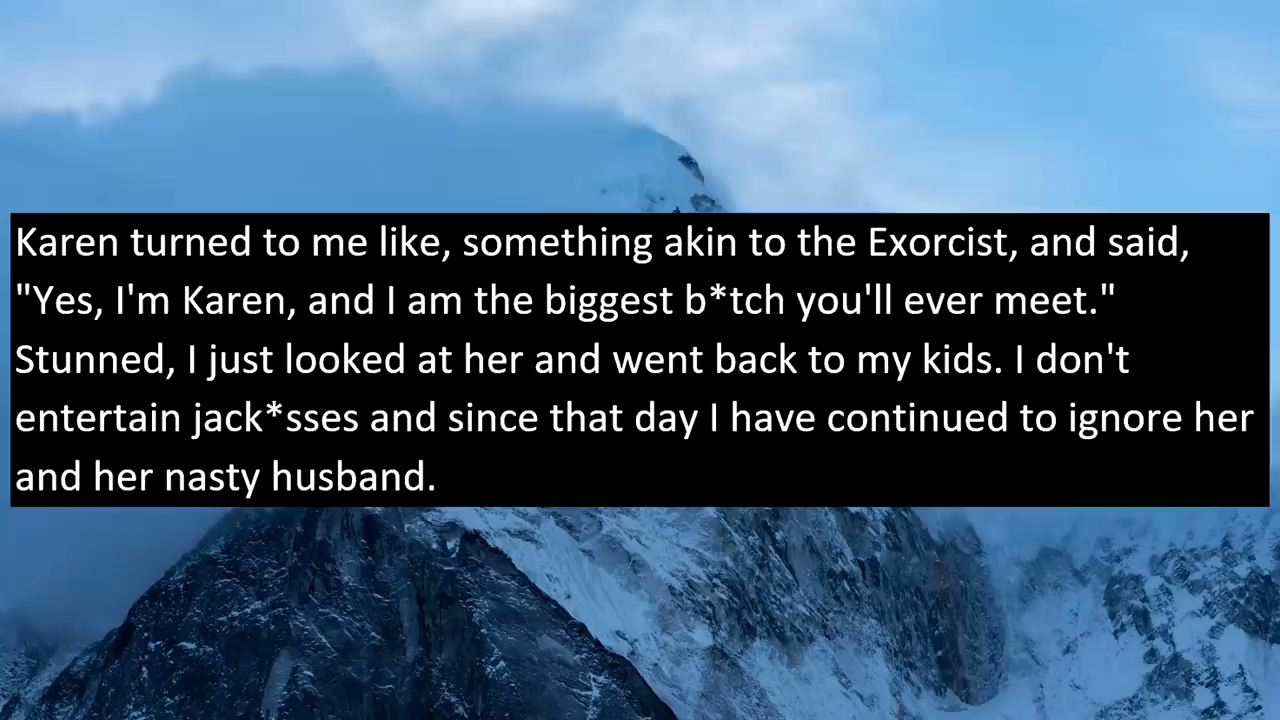 Karen turned to me like, something akin to the Exorcist, and said,
"Yes, I'm Karen, and I am the biggest b*tch you'll ever meet."
Stunned, I just looked at her and went back to my kids. I don't
entertain jack*sses and since that day I have continued to ignore her
and her nasty husband.